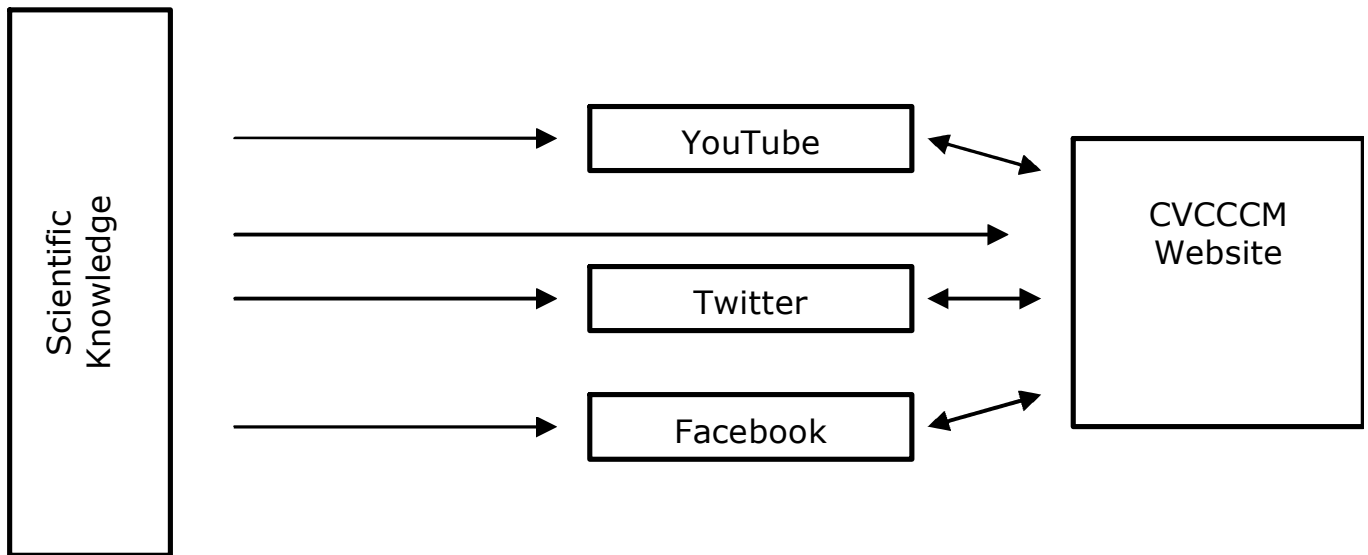 Scientific
Knowledge
YouTube
Twitter
Facebook
CVCCCM
Website